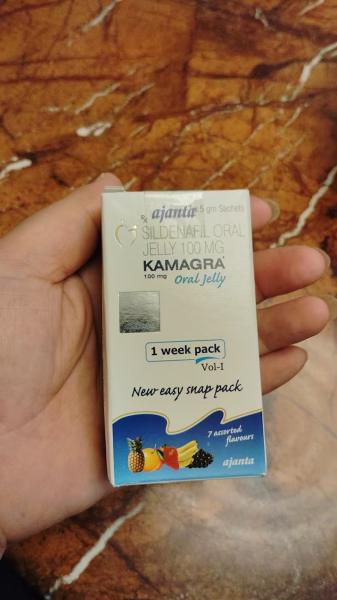 ajanta
℞ 5 gm Sachets
SILDENAFIL ORAL
JELLY 100 MG
KAMAGRA
100 mg Oral Jelly
1 week pack
Vol-I
New easy snap pack
7 assorted
flavours
ajanta